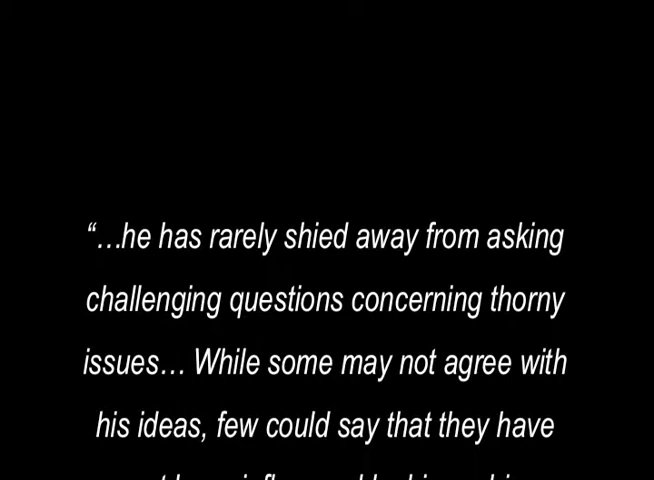 “…he has rarely shied away from asking
challenging questions concerning thorny
issues… While some may not agree with
his ideas, few could say that they have